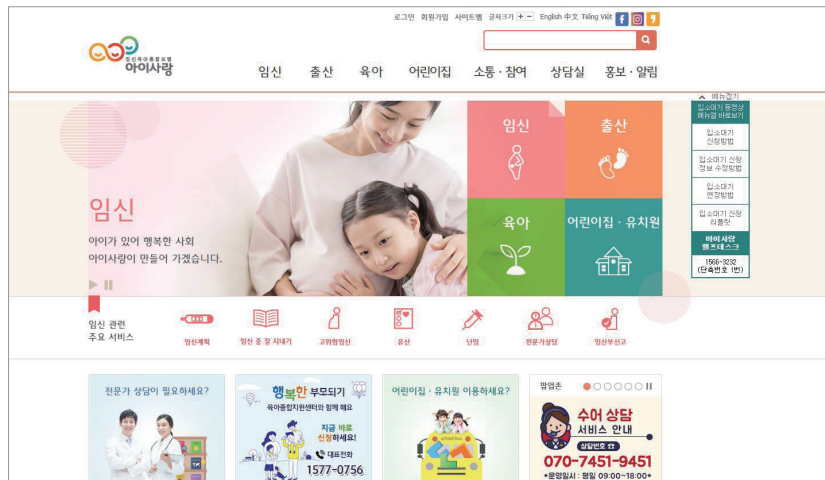 로그인 회원가입 사이트맵 글자크기 + - English 中文 Tiếng Việt
임신육아종합포털
아이사랑
임신 출산 육아 어린이집 소통·참여 상담실 홍보·알림
메뉴접기
입소대기 동영상
메뉴얼 바로보기
입소대기
신청방법
입소대기 신청
정보 수정방법
입소대기
연장방법
입소대기 신청
리플릿
아이사랑
헬프데스크
1566-3232
(단축번호 1번)
임신
아이가 있어 행복한 사회
아이사랑이 만들어 가겠습니다.
임신
출산
육아
어린이집·유치원
임신 관련
주요 서비스
임신계획
임신 중 잘 지내기
고위험임신
유산
난임
전문가상담
임산부신고
전문가 상담이 필요하세요?
행복한 부모되기
육아종합지원센터와 함께 해요
지금 바로
신청하세요!
대표전화
1577-0756
어린이집·유치원 이용하세요?
school bus
팝업존
수어 상담
서비스 안내
상담번호
070-7451-9451
*운영일시 : 평일 09:00~18:00*